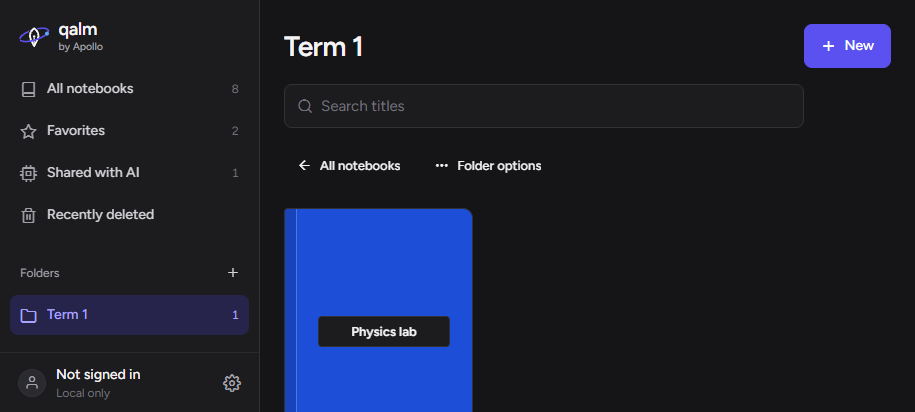 qalm
by Apollo
All notebooks 8
Favorites 2
Shared with AI 1
Recently deleted
Folders
Term 1 1
Not signed in
Local only
Term 1
New
Search titles
All notebooks
Folder options
Physics lab